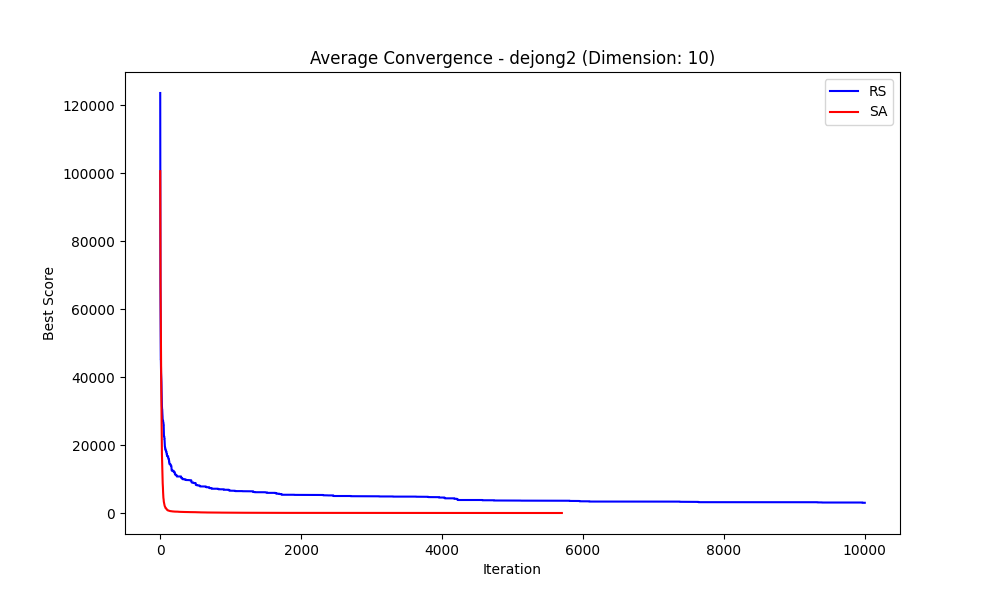 Average Convergence - dejong2 (Dimension: 10)
RS
SA
120000
100000
80000
60000
40000
20000
0
Best Score
0 2000 4000 6000 8000 10000
Iteration